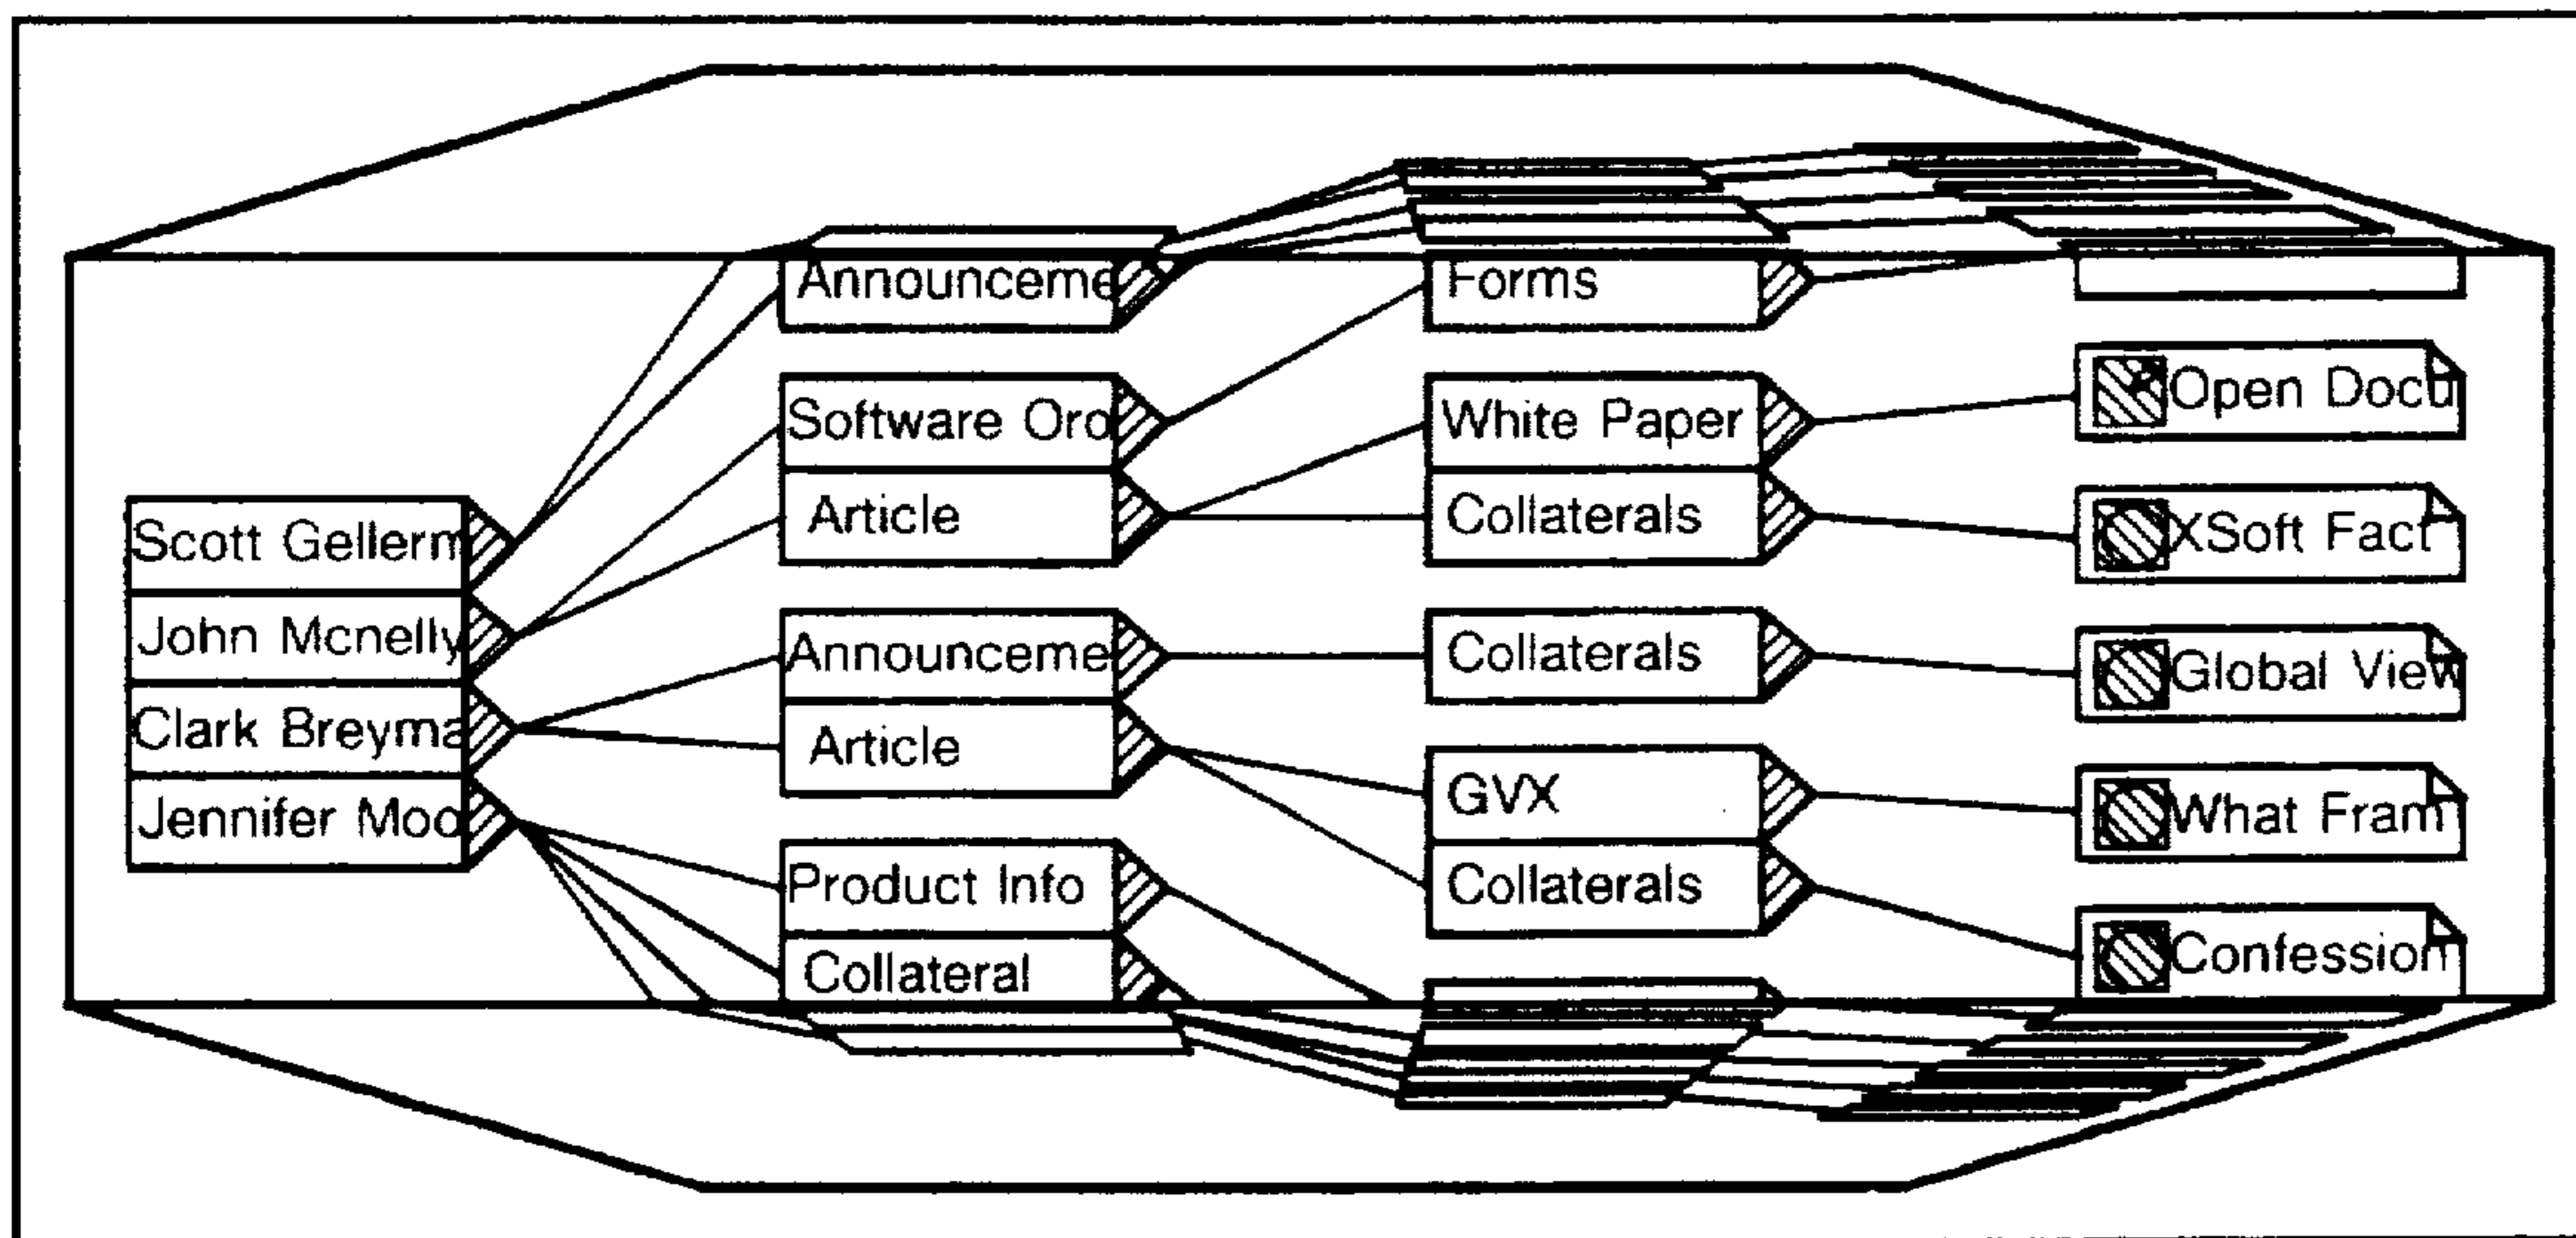 Scott Gellerm
John Mcnelly
Clark Breyma
Jennifer Moo
Announceme
Software Ord
Article
Announceme
Article
Product Info
Collateral
Forms
White Paper
Collaterals
Collaterals
GVX
Collaterals
Open Docu
XSoft Fact
Global View
What Fram
Confession